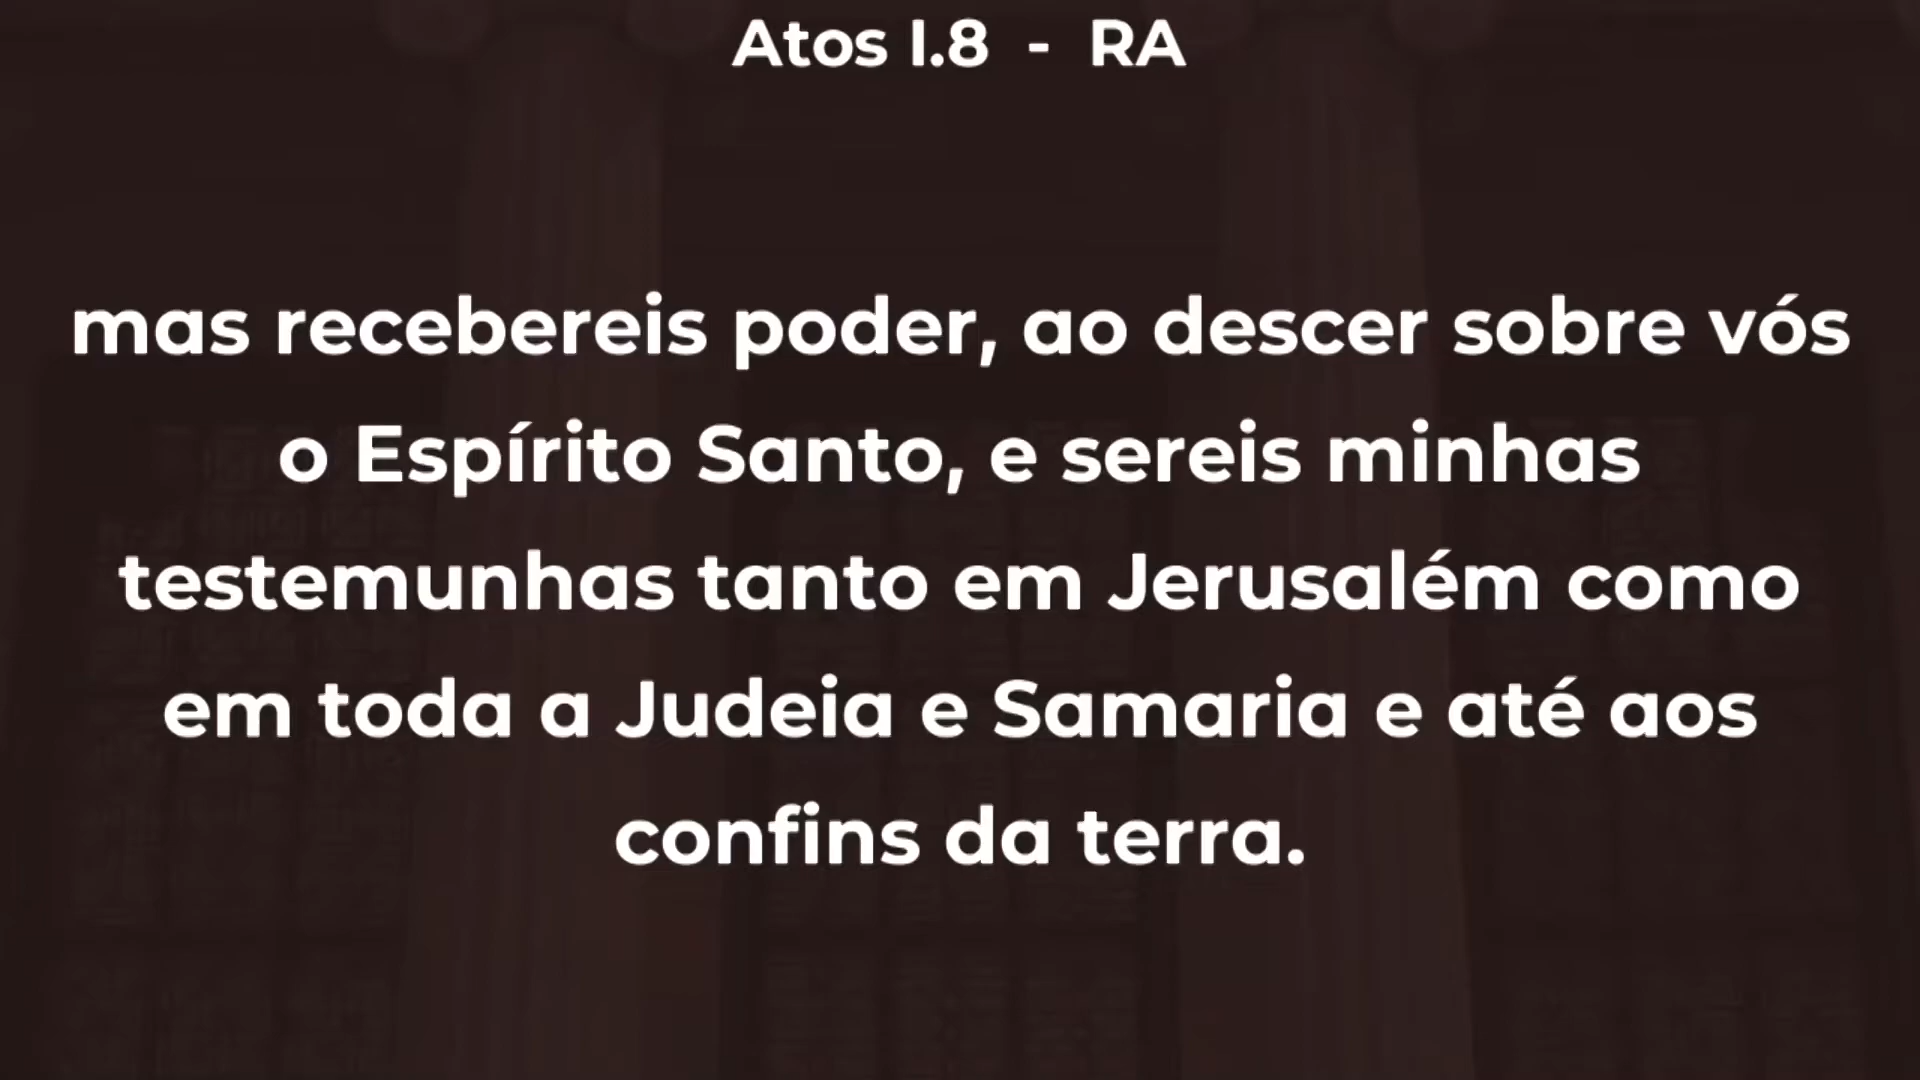 Atos 1.8 - RA
mas recebereis poder, ao descer sobre vós
o Espírito Santo, e sereis minhas
testemunhas tanto em Jerusalém como
em toda a Judeia e Samaria e até aos
confins da terra.